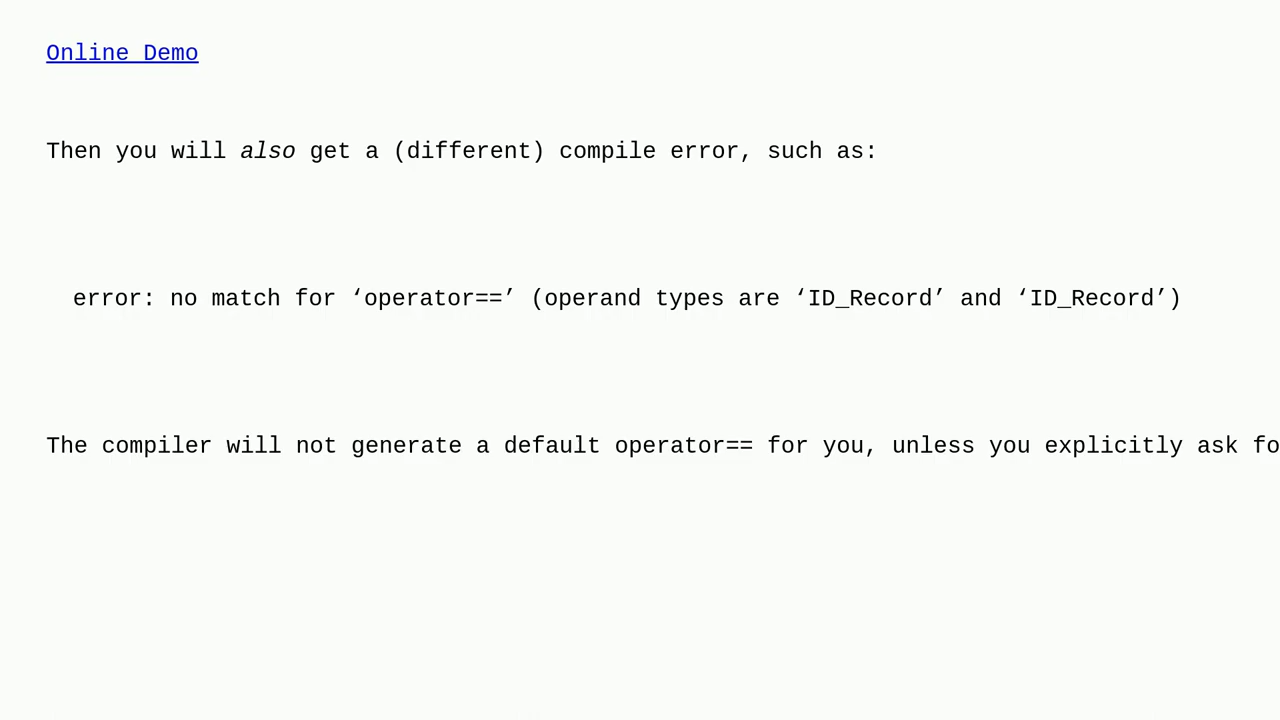 Online Demo
Then you will also get a (different) compile error, such as:
error: no match for ‘operator==’ (operand types are ‘ID_Record’ and ‘ID_Record’)
The compiler will not generate a default operator== for you, unless you explicitly ask fo